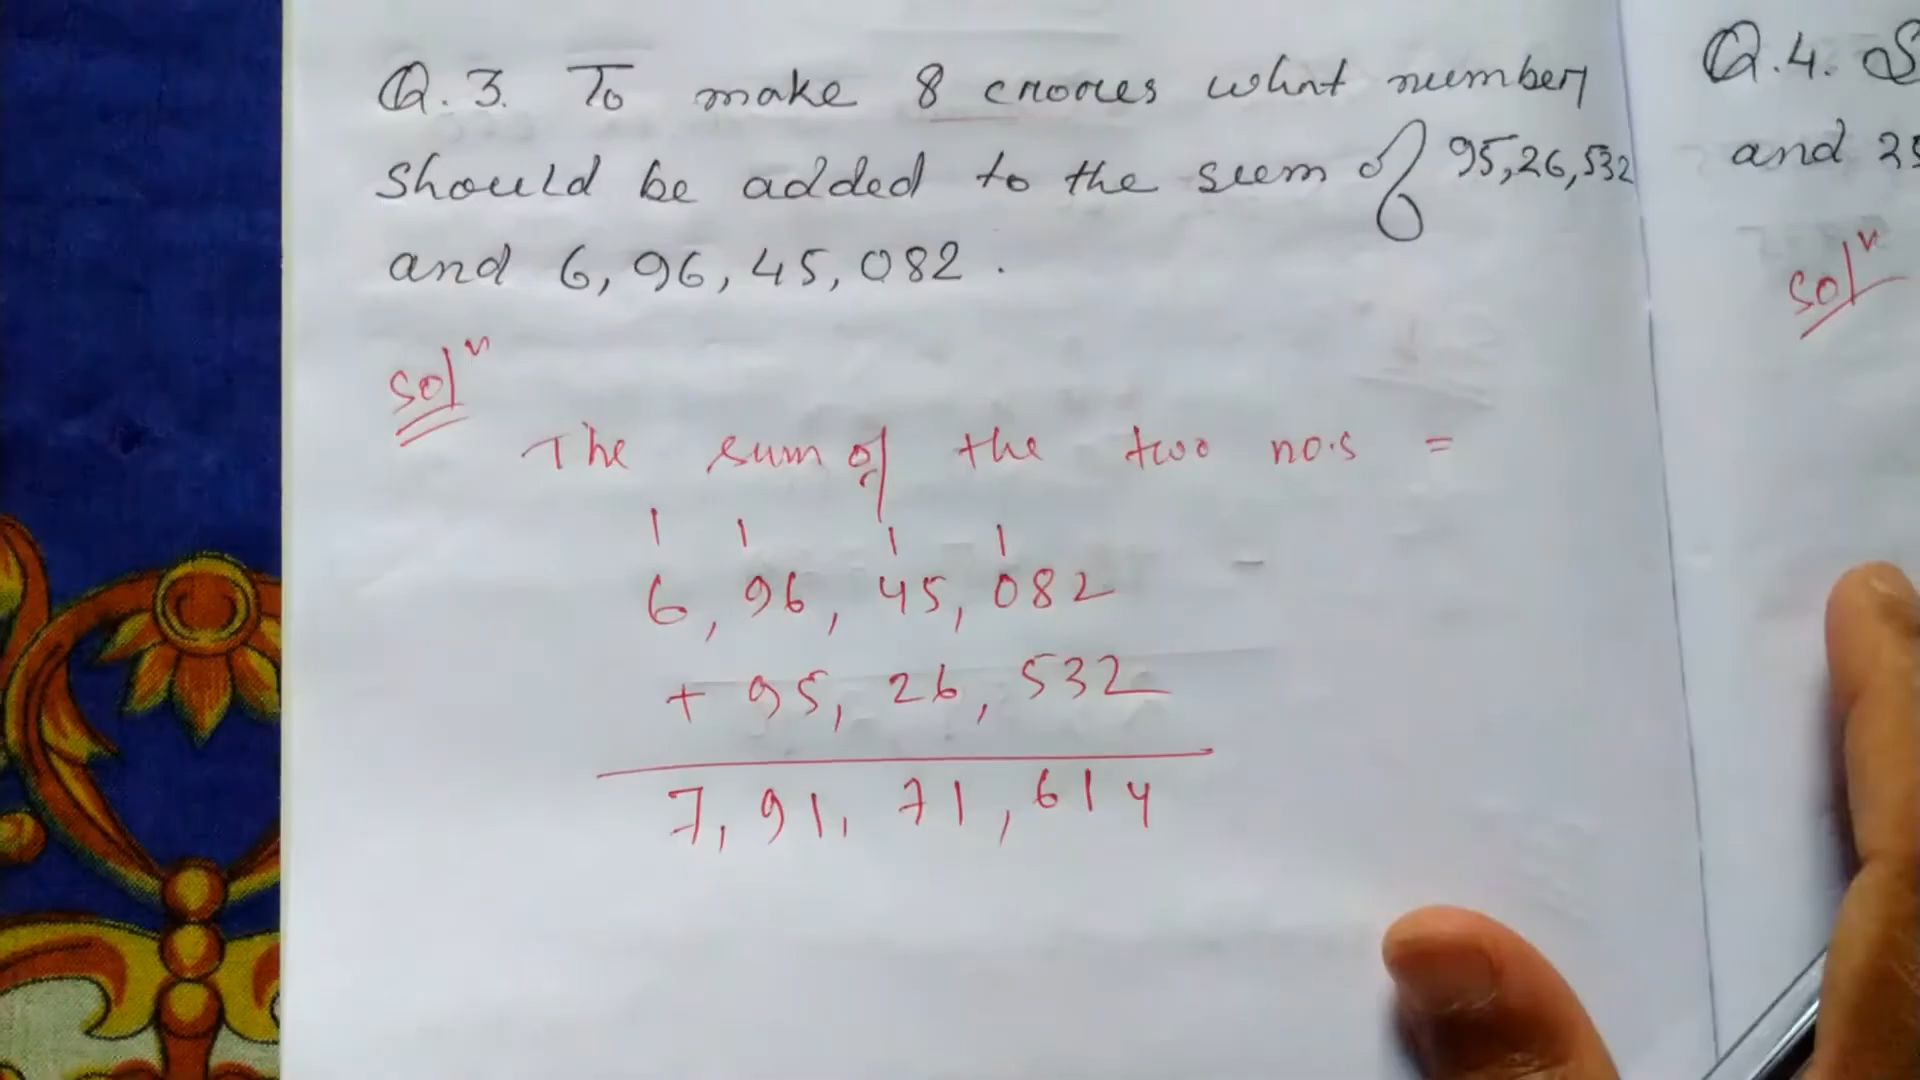 Q.3. To make 8 crores what number
should be added to the sum of 95,26,532
and 6,96,45,082.
Soln
The sum of the two no.s =
1 1 1 1
6,96,45,082
+ 95,26,532
7,91,71,614
Q.4. S
and 25
Soln